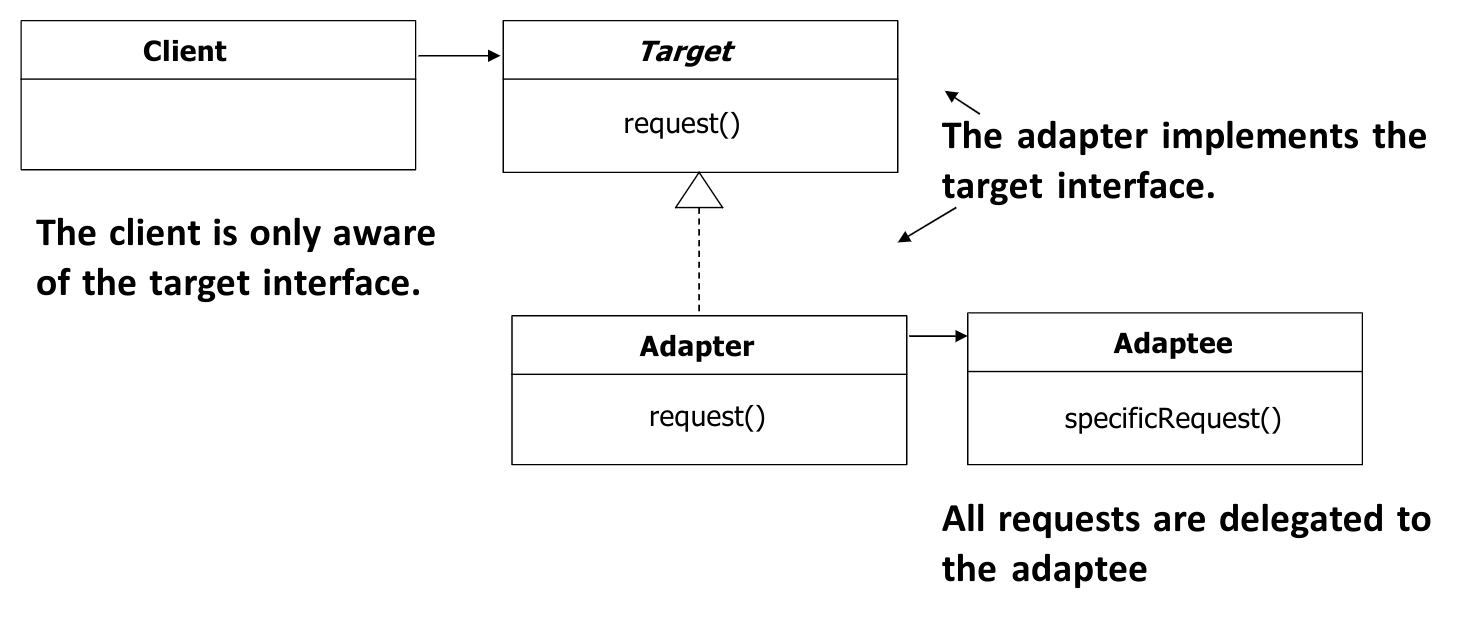 Client
Target
request()
The adapter implements the
target interface.
The client is only aware
of the target interface.
Adapter
request()
Adaptee
specificRequest()
All requests are delegated to
the adaptee